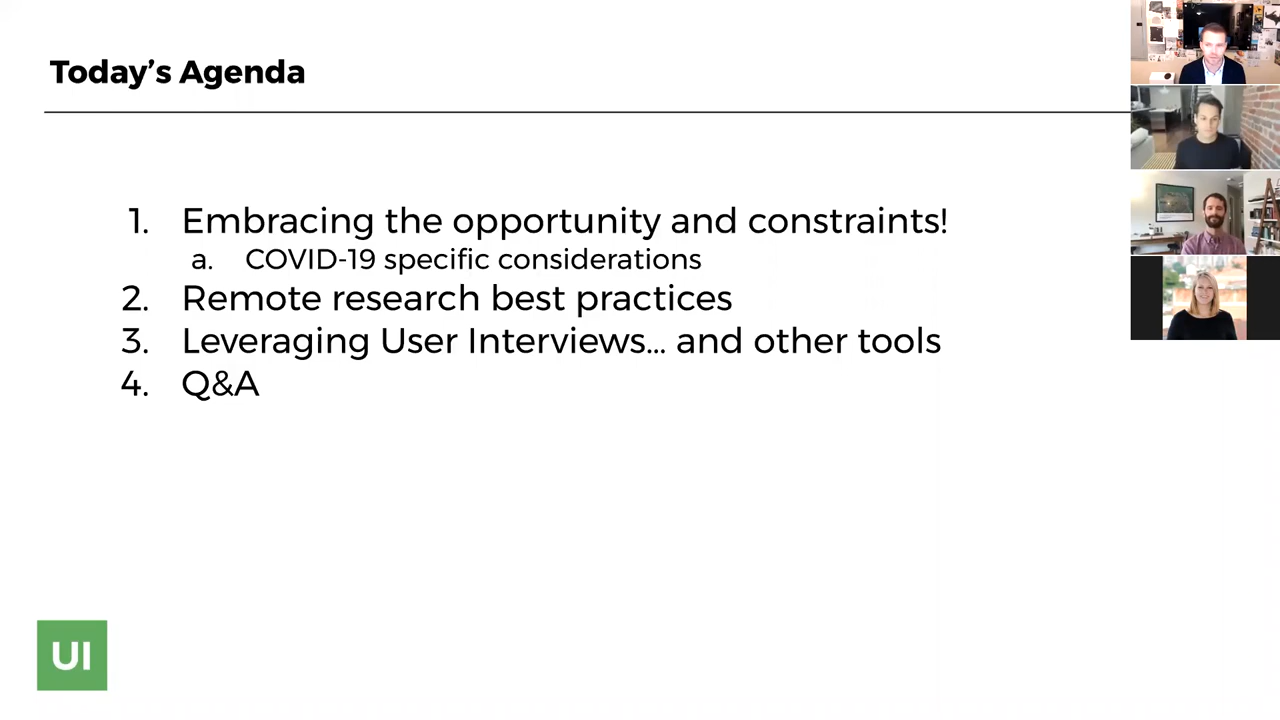 Today's Agenda
1. Embracing the opportunity and constraints!
a. COVID-19 specific considerations
2. Remote research best practices
3. Leveraging User Interviews... and other tools
4. Q&A
UI